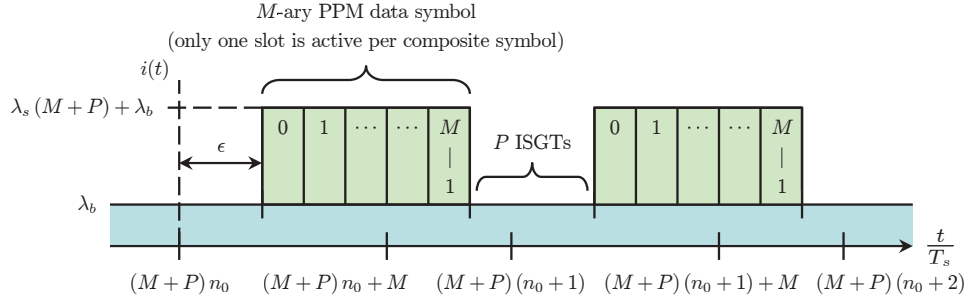 M-ary PPM data symbol
(only one slot is active per composite symbol)
i(t)
λ_s (M + P) + λ_b
0 1 ··· ··· M | 1
0 1 ··· ··· M | 1
ϵ
P ISGTs
λ_b
t/T_s
(M + P) n_0
(M + P) n_0 + M
(M + P) (n_0 + 1)
(M + P) (n_0 + 1) + M
(M + P) (n_0 + 2)